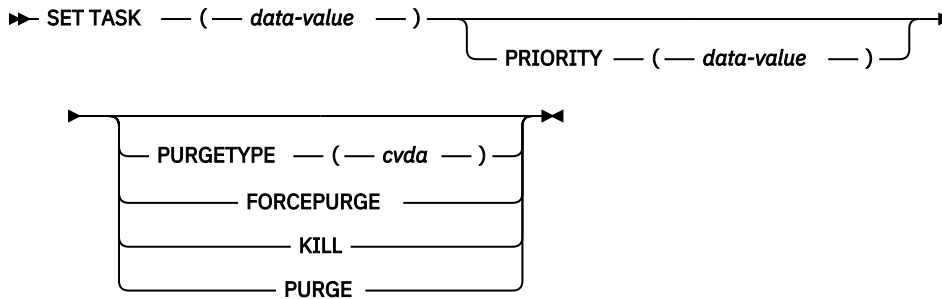 SET TASK ( data-value )
PRIORITY ( data-value )
PURGETYPE ( cvda )
FORCEPURGE
KILL
PURGE